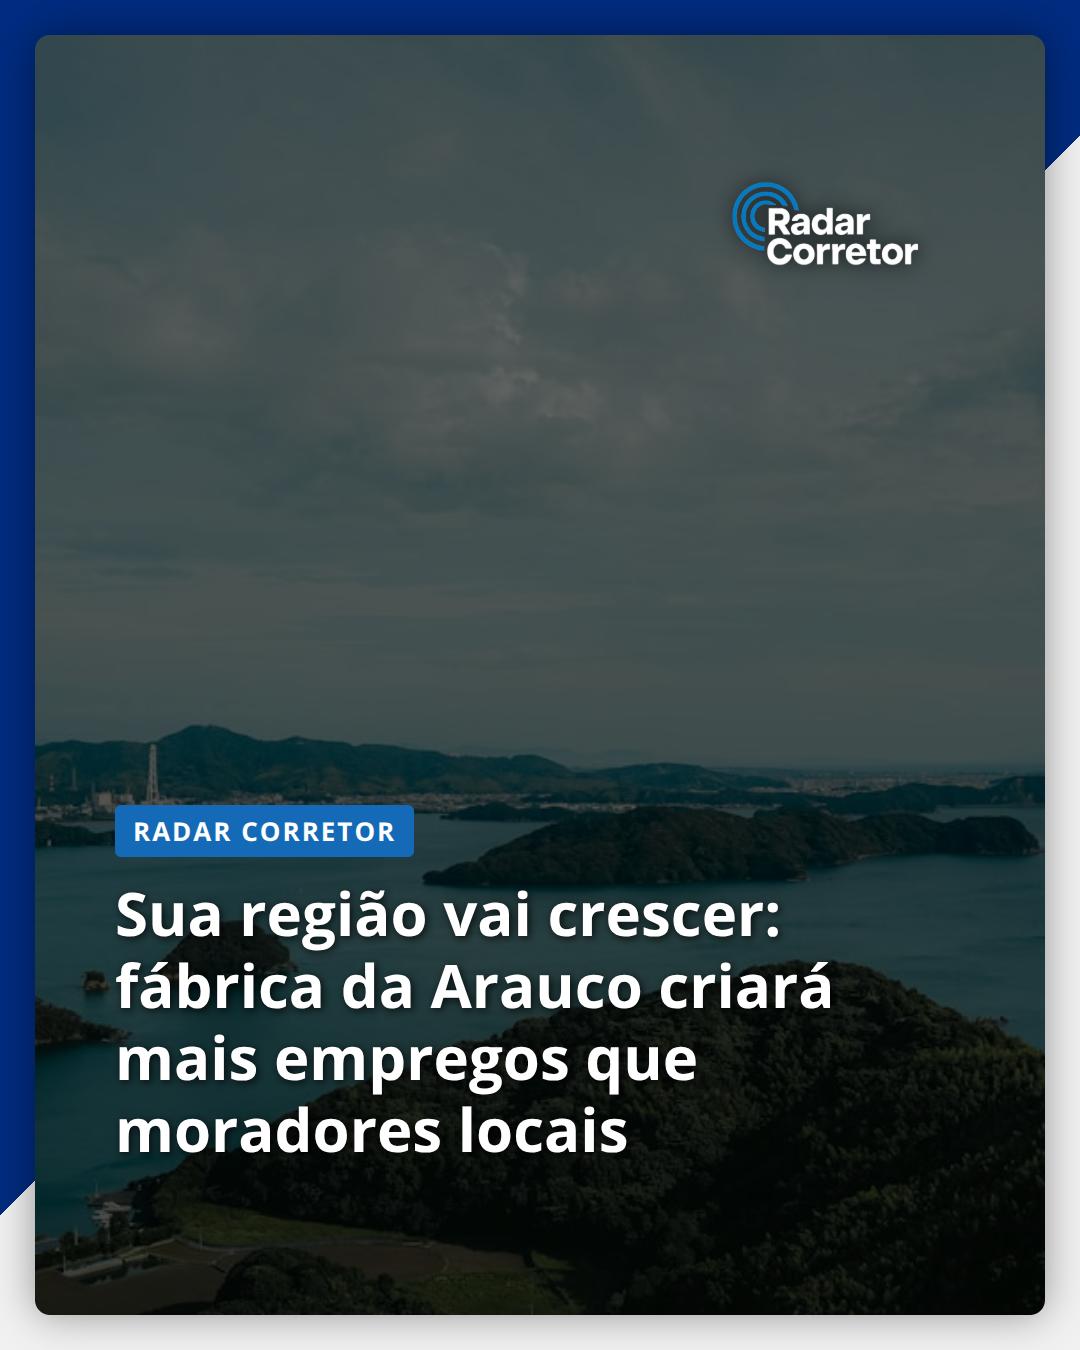 Radar
Corretor
RADAR CORRETOR
Sua região vai crescer:
fábrica da Arauco criará
mais empregos que
moradores locais